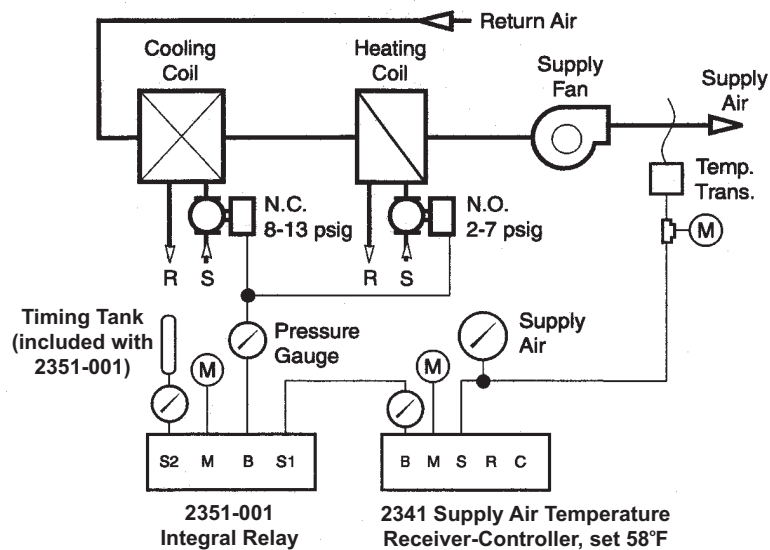 Return Air
Cooling
Coil
Heating
Coil
Supply
Fan
Supply
Air
Temp.
Trans.
N.C.
8-13 psig
N.O.
2-7 psig
M
R
S
R
S
Timing Tank
(included with
2351-001)
Pressure
Gauge
Supply
Air
M
M
S2 M B S1
B M S R C
2351-001
Integral Relay
2341 Supply Air Temperature
Receiver-Controller, set 58°F